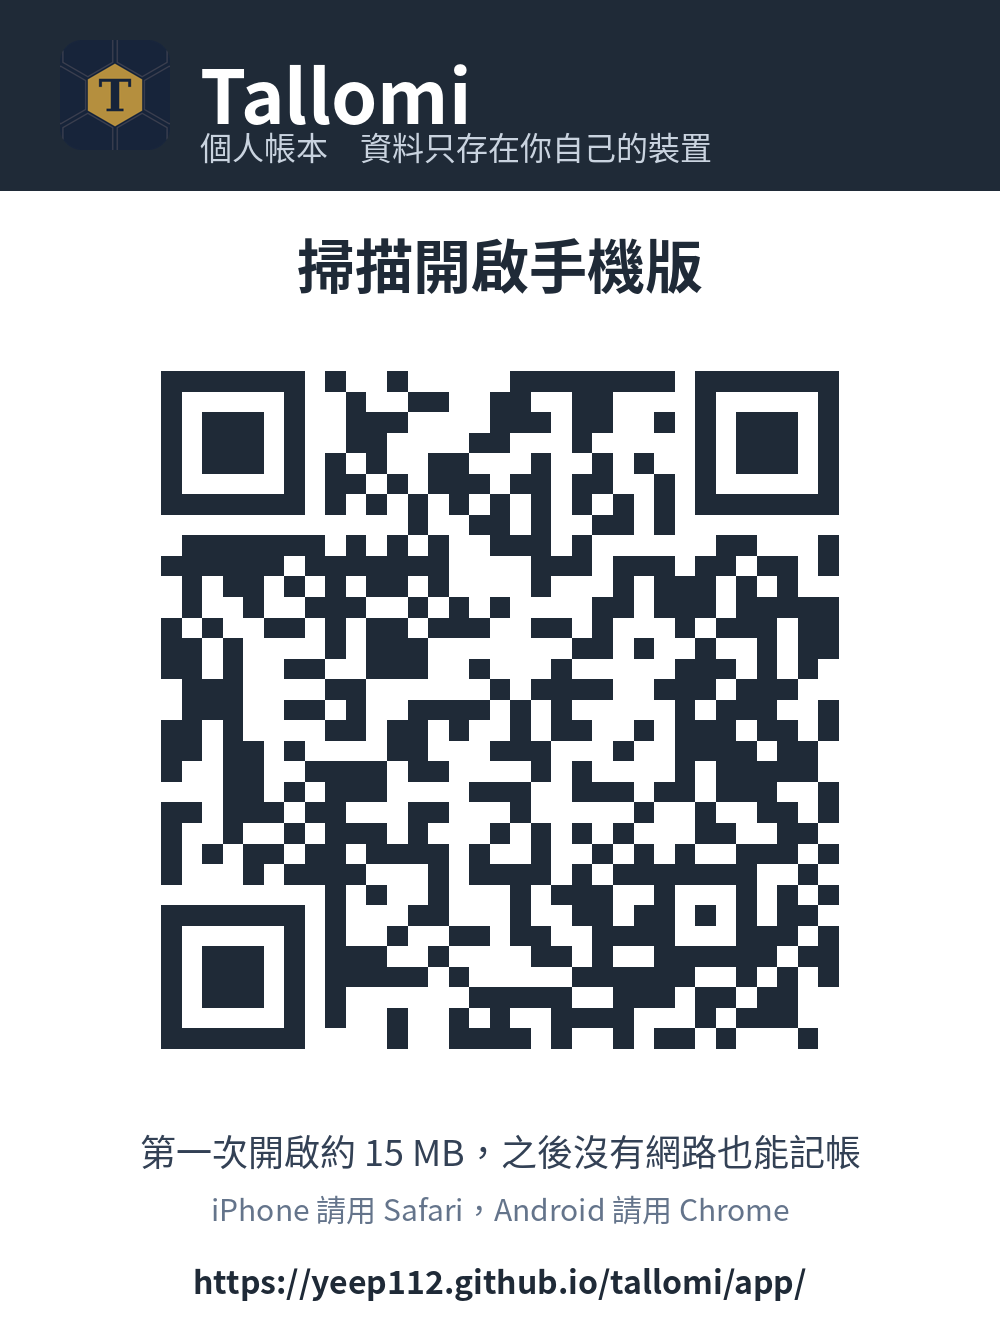 T
Tallomi
個人帳本　資料只存在你自己的裝置
掃描開啟手機版
第一次開啟約 15 MB，之後沒有網路也能記帳
iPhone 請用 Safari，Android 請用 Chrome
https://yeep112.github.io/tallomi/app/